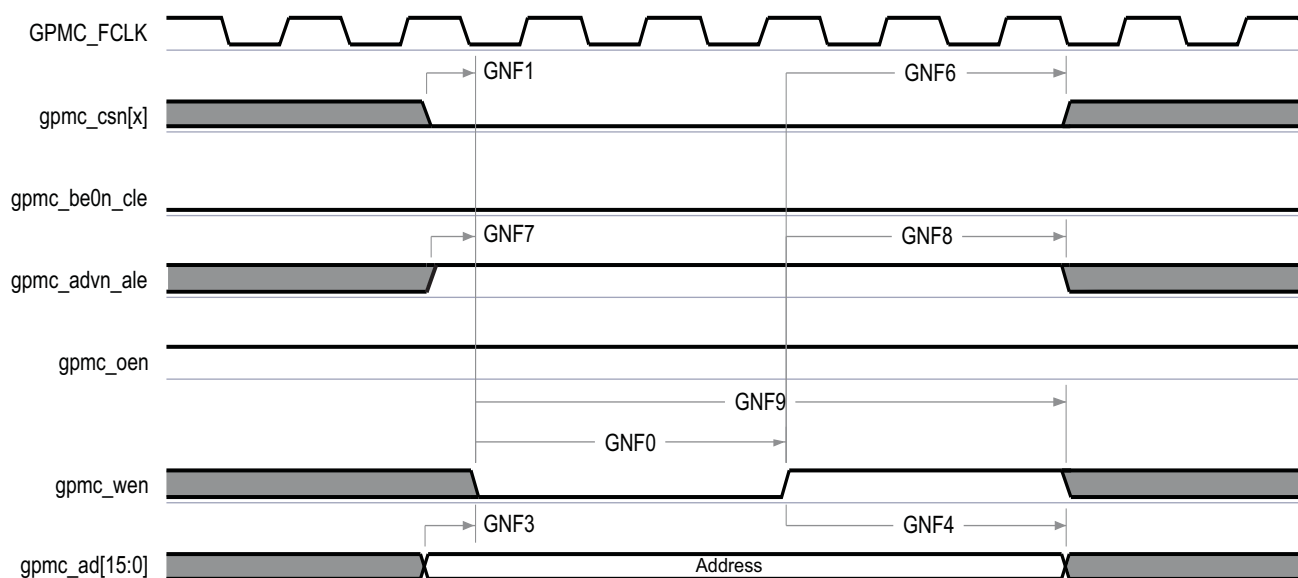 GPMC_FCLK
GNF1
GNF6
gpmc_csn[x]
gpmc_be0n_cle
GNF7
GNF8
gpmc_advn_ale
gpmc_oen
GNF9
GNF0
gpmc_wen
GNF3
GNF4
gpmc_ad[15:0]
Address